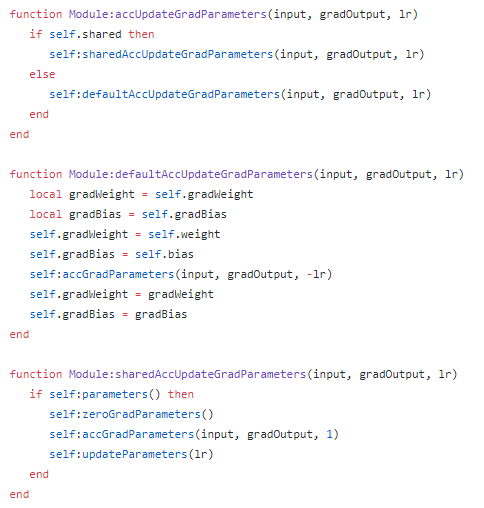 function Module:accUpdateGradParameters(input, gradOutput, lr)
   if self.shared then
      self:sharedAccUpdateGradParameters(input, gradOutput, lr)
   else
      self:defaultAccUpdateGradParameters(input, gradOutput, lr)
   end
end

function Module:defaultAccUpdateGradParameters(input, gradOutput, lr)
   local gradWeight = self.gradWeight
   local gradBias = self.gradBias
   self.gradWeight = self.weight
   self.gradBias = self.bias
   self:accGradParameters(input, gradOutput, -lr)
   self.gradWeight = gradWeight
   self.gradBias = gradBias
end

function Module:sharedAccUpdateGradParameters(input, gradOutput, lr)
   if self:parameters() then
      self:zeroGradParameters()
      self:accGradParameters(input, gradOutput, 1)
      self:updateParameters(lr)
   end
end